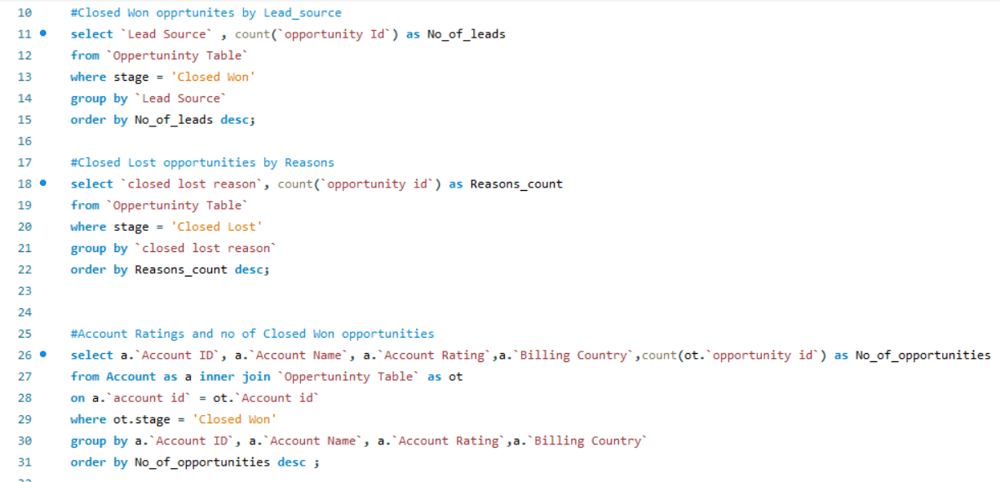 10 #Closed Won opprtunites by Lead_source
11 select `Lead Source` , count(`opportunity Id`) as No_of_leads
12 from `Oppertuninty Table`
13 where stage = 'Closed Won'
14 group by `Lead Source`
15 order by No_of_leads desc;
16
17 #Closed Lost opportunities by Reasons
18 select `closed lost reason`, count(`opportunity id`) as Reasons_count
19 from `Oppertuninty Table`
20 where stage = 'Closed Lost'
21 group by `closed lost reason`
22 order by Reasons_count desc;
23
24
25 #Account Ratings and no of Closed Won opportunities
26 select a.`Account ID`, a.`Account Name`, a.`Account Rating`,a.`Billing Country`,count(ot.`opportunity id`) as No_of_opportunities
27 from Account as a inner join `Oppertuninty Table` as ot
28 on a.`account id` = ot.`Account id`
29 where ot.stage = 'Closed Won'
30 group by a.`Account ID`, a.`Account Name`, a.`Account Rating`,a.`Billing Country`
31 order by No_of_opportunities desc ;